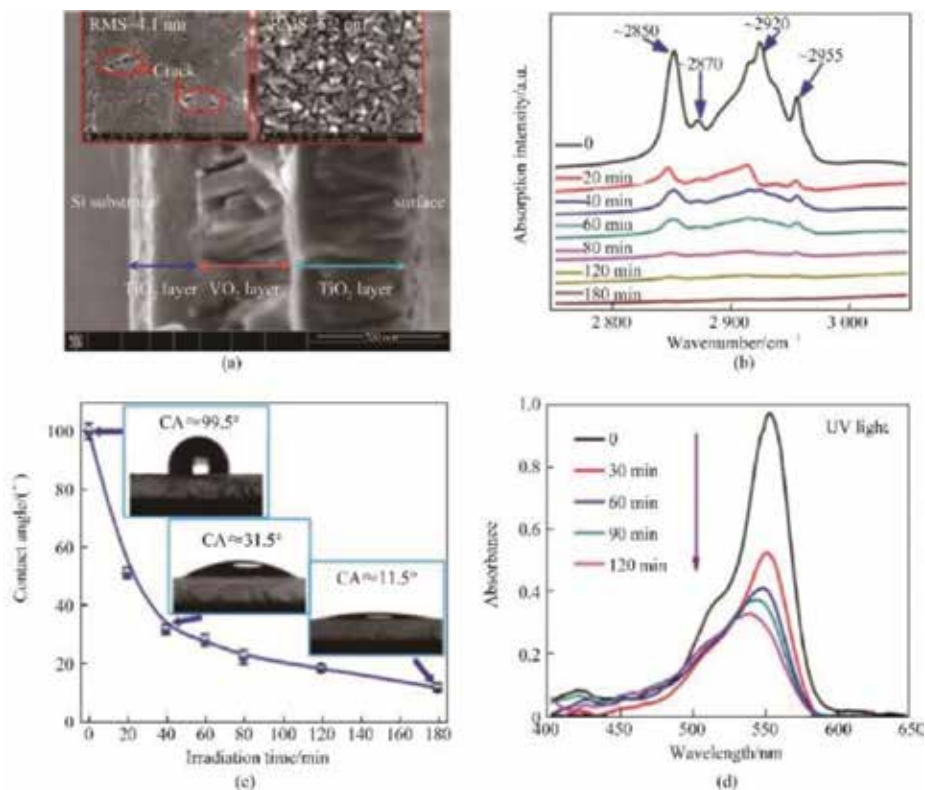 RMS~4.1 nm
Crack
Si substrate
surface
TiO₂ layer
VO₂ layer
TiO₂ layer
(a)
~2850
~2870
~2920
~2955
0
20 min
40 min
60 min
80 min
120 min
180 min
Absorption intensity/a.u.
2 800
2 900
3 000
Wavenumber/cm⁻¹
(b)
CA≈99.5°
CA≈31.5°
CA≈11.5°
Contact angle/(°)
100
80
60
40
20
0
0
20
40
60
80
100
120
140
160
180
Irradiation time/min
(c)
UV light
0
30 min
60 min
90 min
120 min
Absorbance
1.0
0.8
0.6
0.4
0.2
0
400
450
500
550
600
650
Wavelength/nm
(d)